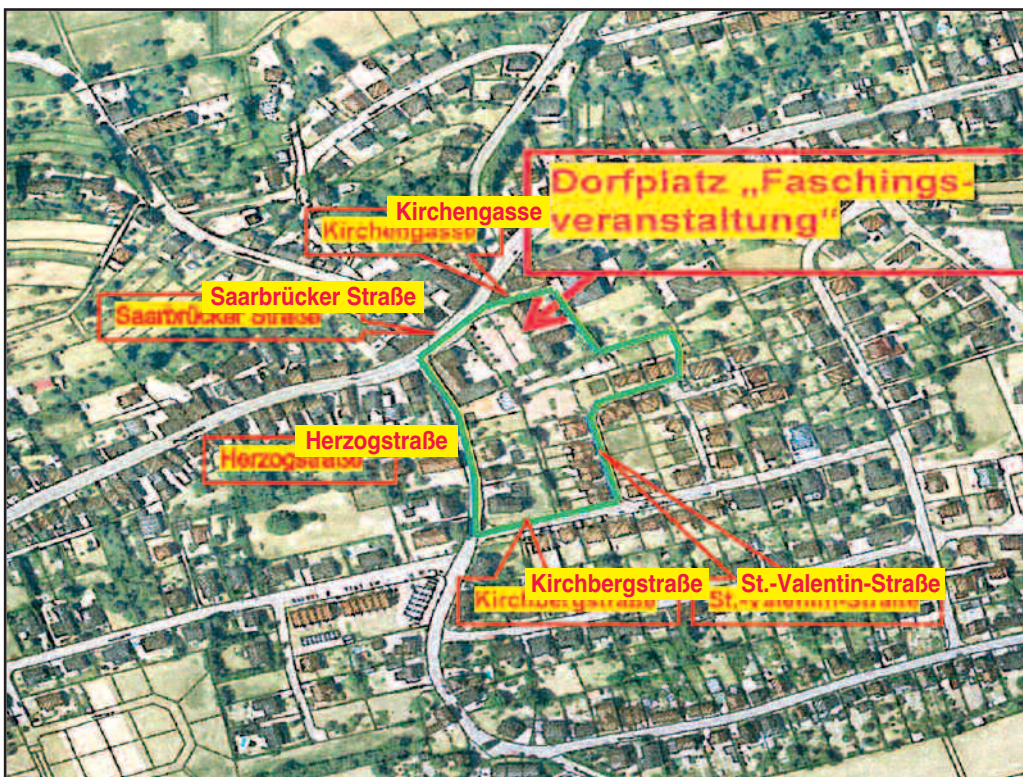 Dorfplatz „Faschings-
veranstaltung“
Kirchengasse
Kirchengasse
Saarbrücker Straße
Saarbrücker Straße
Herzogstraße
Herzogstraße
Kirchbergstraße
Kirchbergstraße
St.-Valentin-Straße
St.-Valentin-Straße